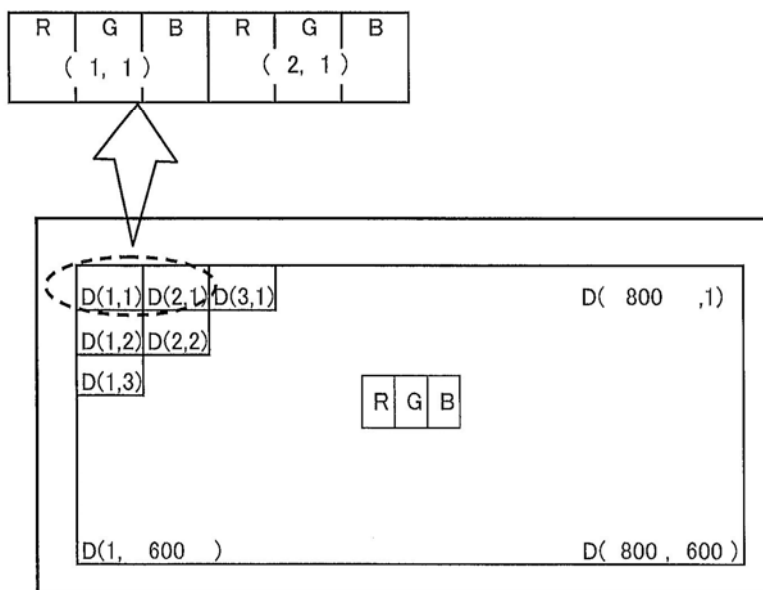 R G B R G B
( 1, 1 ) ( 2, 1 )
D(1,1) D(2,1) D(3,1) D( 800 ,1)
D(1,2) D(2,2)
D(1,3)
R G B
D(1, 600 ) D( 800 , 600 )